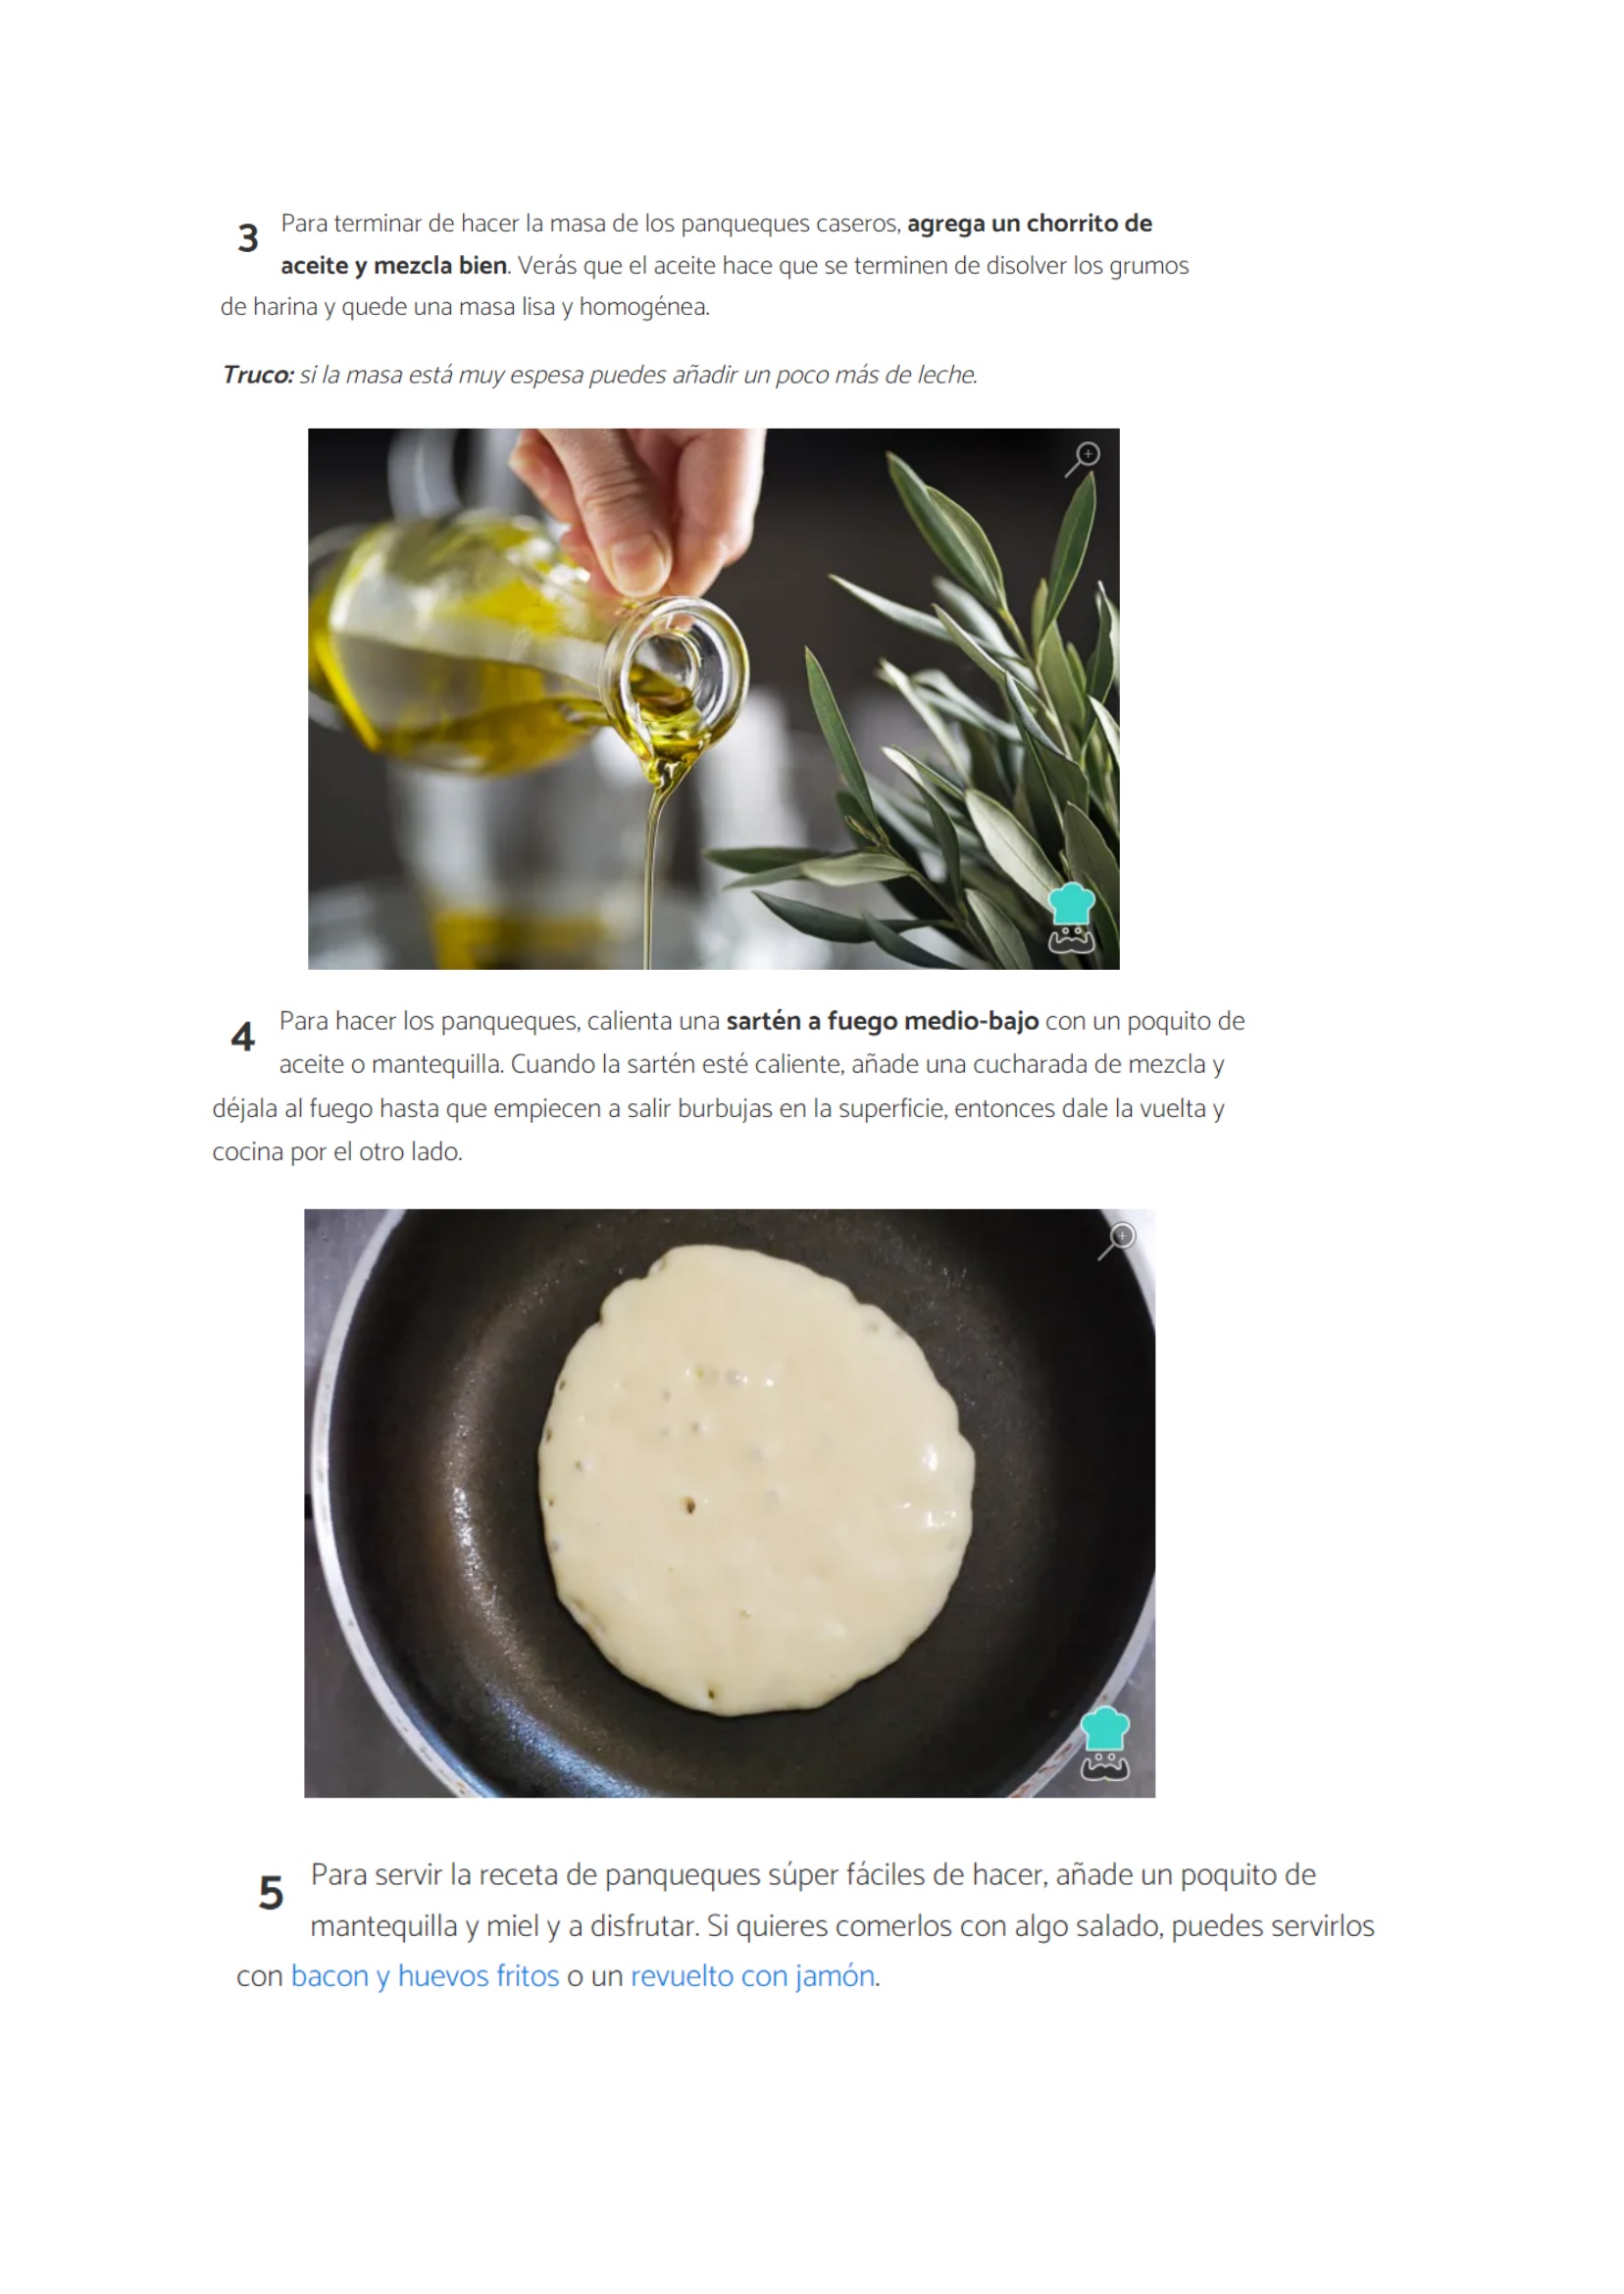 3 Para terminar de hacer la masa de los panqueques caseros, agrega un chorrito de
aceite y mezcla bien. Verás que el aceite hace que se terminen de disolver los grumos
de harina y quede una masa lisa y homogénea.
Truco: si la masa está muy espesa puedes añadir un poco más de leche.
4 Para hacer los panqueques, calienta una sartén a fuego medio-bajo con un poquito de
aceite o mantequilla. Cuando la sartén esté caliente, añade una cucharada de mezcla y
déjala al fuego hasta que empiecen a salir burbujas en la superficie, entonces dale la vuelta y
cocina por el otro lado.
5 Para servir la receta de panqueques súper fáciles de hacer, añade un poquito de
mantequilla y miel y a disfrutar. Si quieres comerlos con algo salado, puedes servirlos
con bacon y huevos fritos o un revuelto con jamón.